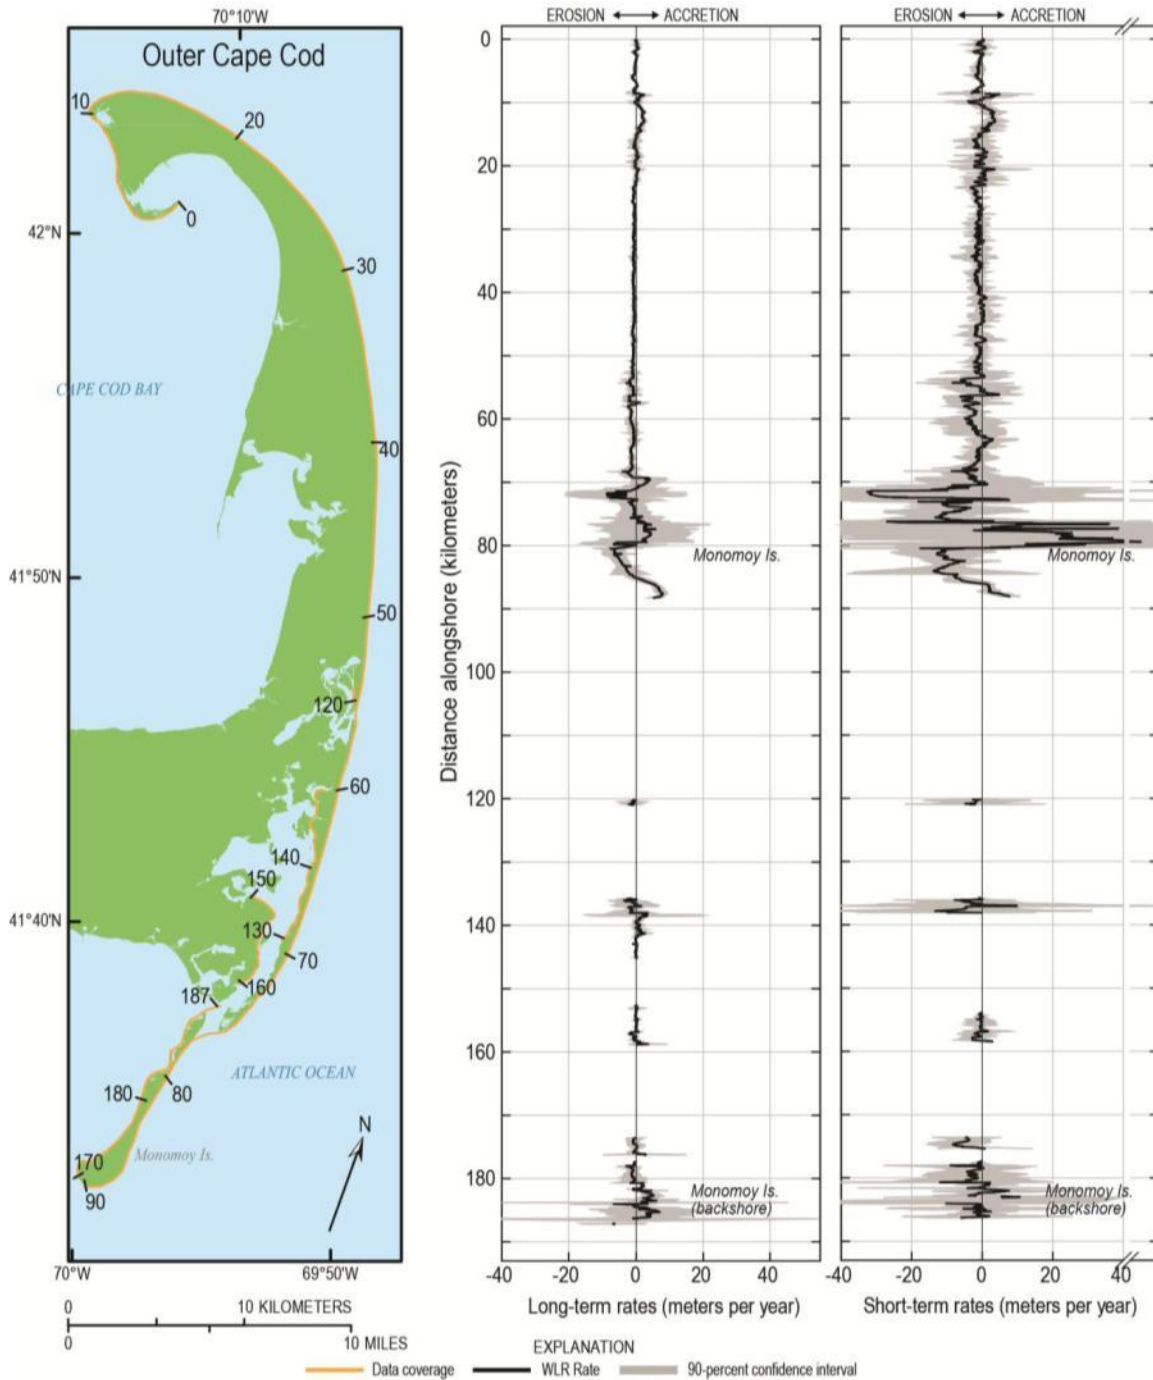 70°10'W
Outer Cape Cod
10
20
0
42°N
30
CAPE COD BAY
40
41°50'N
50
120
60
140
150
41°40'N
130
70
160
187
ATLANTIC OCEAN
180
80
N
170
Monomoy Is.
90
70°W
69°50'W
0 10 KILOMETERS
0 10 MILES
EROSION ACCRETION
EROSION ACCRETION
Distance alongshore (kilometers)
0
20
40
60
80
100
120
140
160
180
Monomoy Is.
Monomoy Is.
Monomoy Is.
(backshore)
Monomoy Is.
(backshore)
-40 -20 0 20 40
-40 -20 0 20 40
Long-term rates (meters per year)
Short-term rates (meters per year)
EXPLANATION
Data coverage WLR Rate 90-percent confidence interval